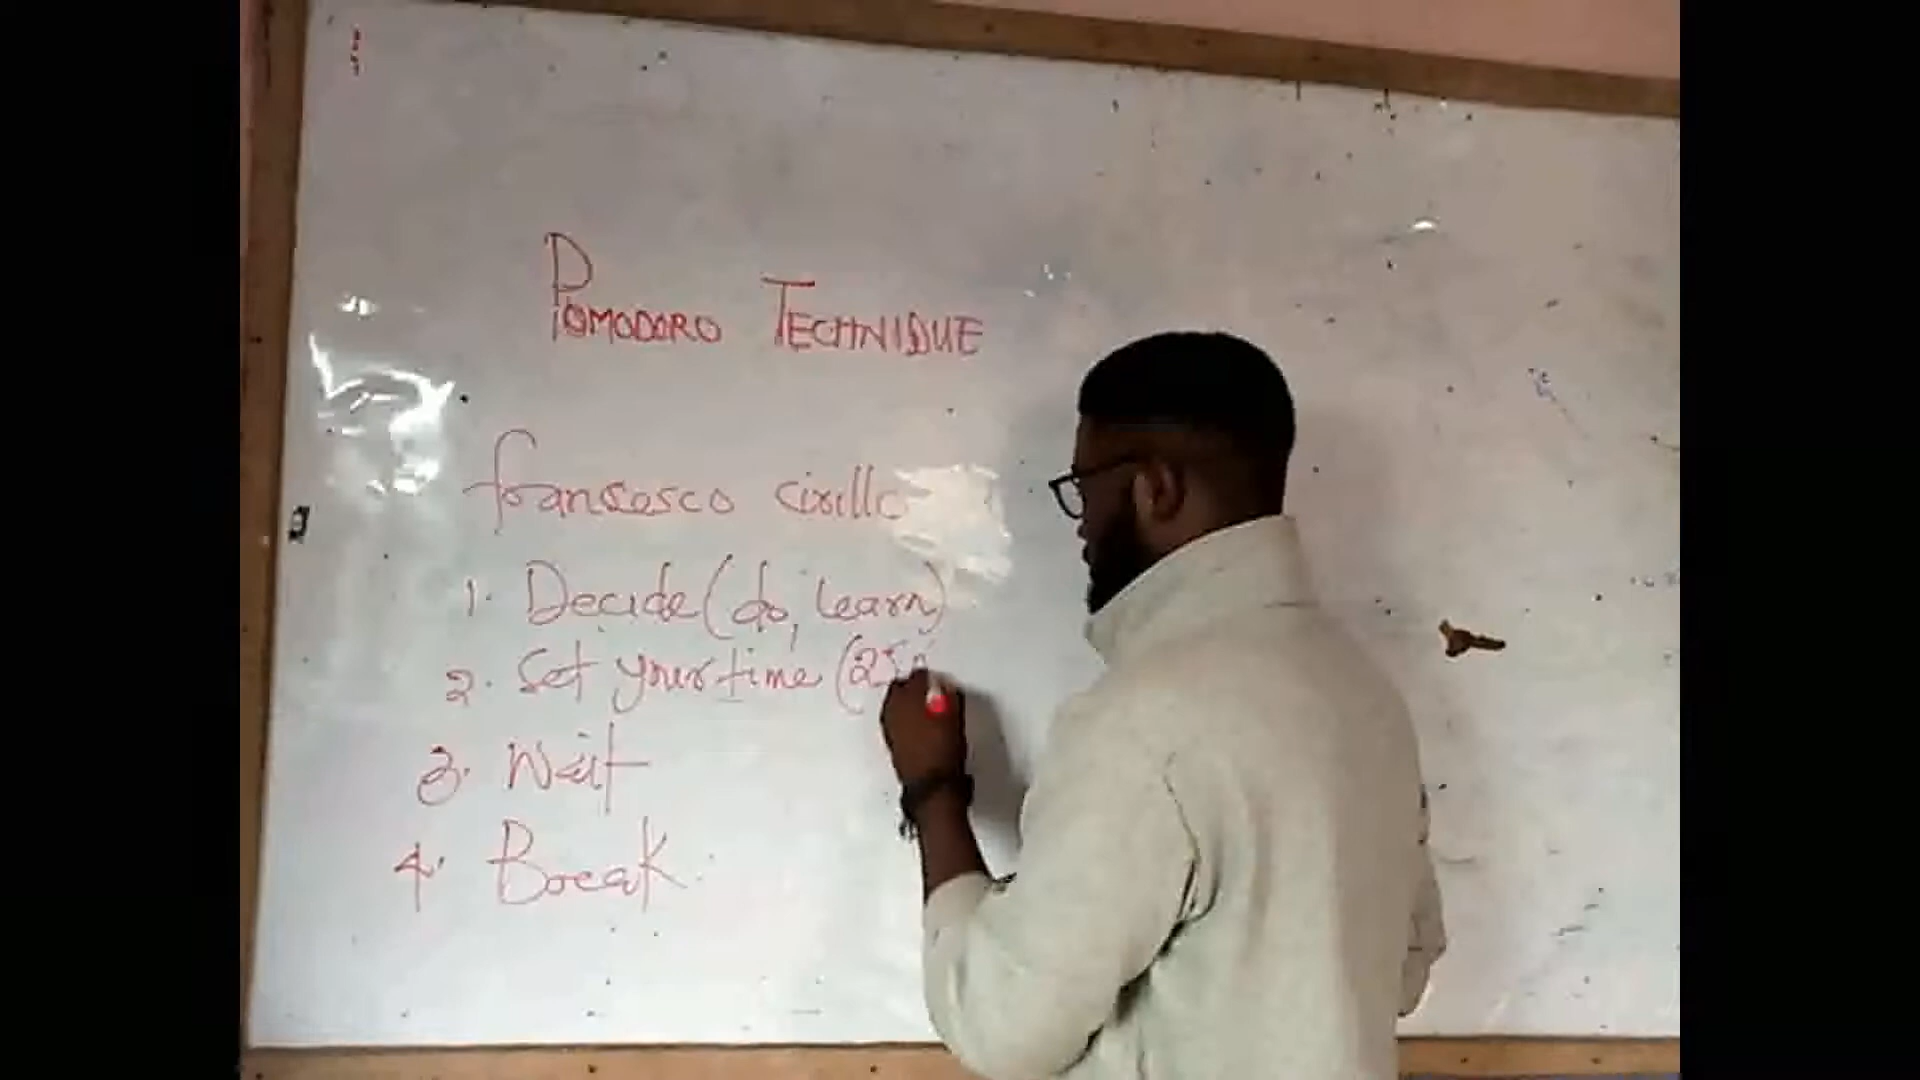 POMODORO TECHNIQUE
Fransesco Cirillo
1. Decide (do, learn)
2. Set your time (25
3. Wait
4. Break